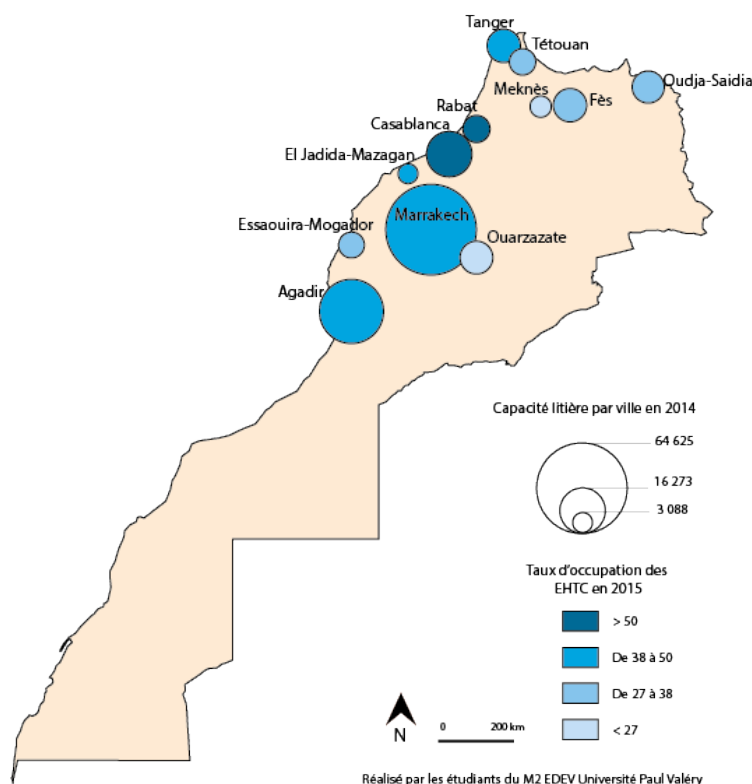 Tanger
Tétouan
Oudja-Saidia
Meknès
Fès
Rabat
Casablanca
El Jadida-Mazagan
Marrakech
Essaouira-Mogador
Ouarzazate
Agadir
Capacité litière par ville en 2014
64 625
16 273
3 088
Taux d'occupation des
EHTC en 2015
> 50
De 38 à 50
De 27 à 38
< 27
N
0 200 km
Réalisé par les étudiants du M2 EDEV Université Paul Valéry